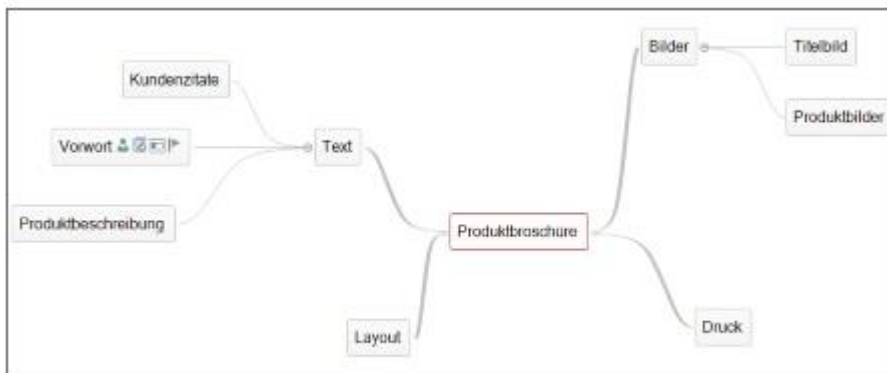 Bilder
Titelbild
Kundenzitate
Produktbilder
Vorwort
Text
Produktbeschreibung
Produktbroschüre
Layout
Druck